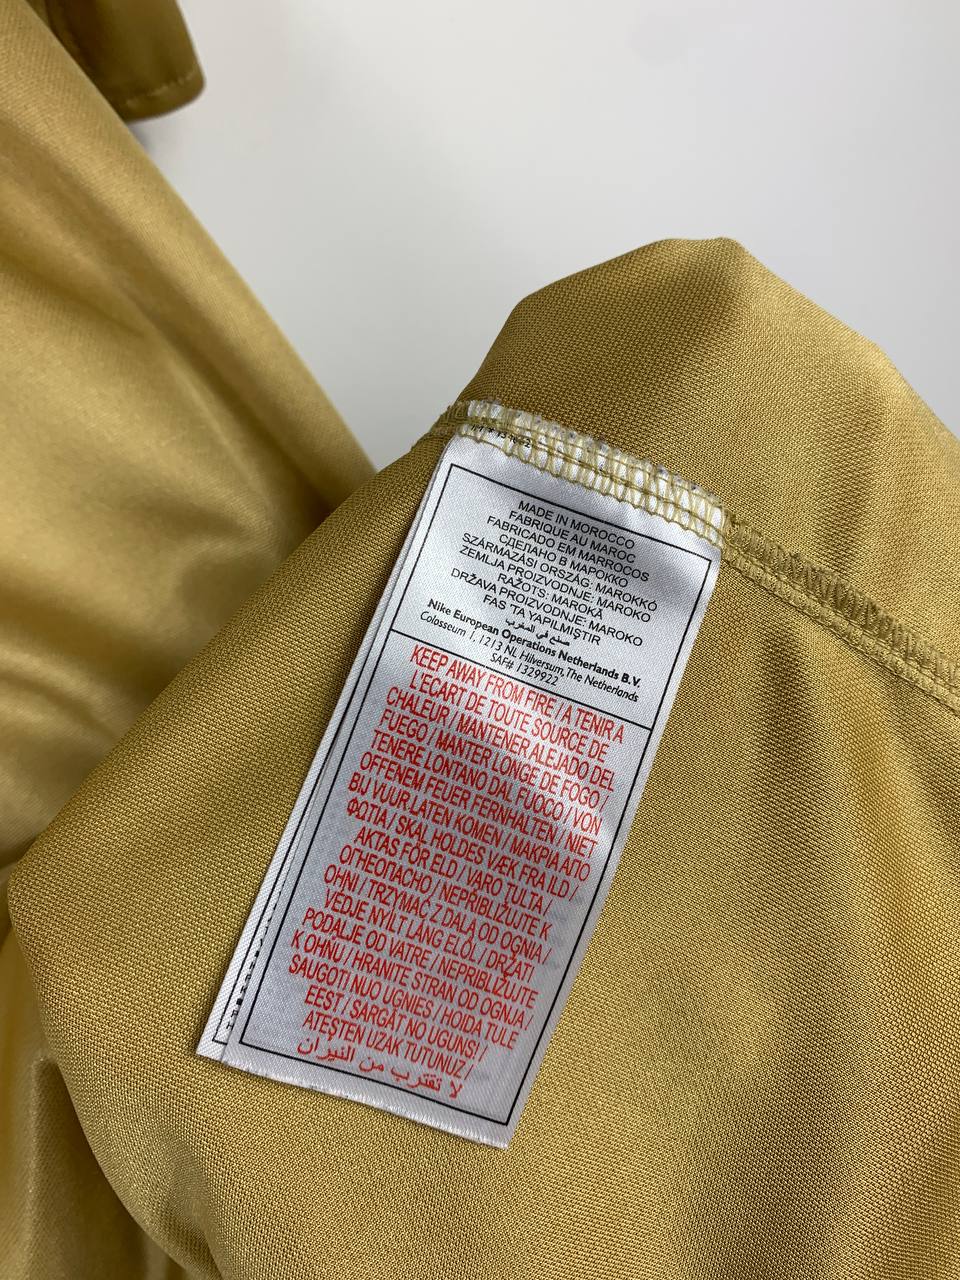 MADE IN MOROCCO
FABRIQUE AU MAROC
FABRICADO EM MARROCOS
СДЕЛАНО В МАРОККО
SZÁRMAZÁSI ORSZÁG: MAROKKÓ
ZEMLJA PROIZVODNJE: MAROKO
RAŽOTS: MAROKĀ
DRŽAVA PROIZVODNJE: MAROKO
FAS 'TA YAPILMIŞTIR
صنع في المغرب
Nike European Operations Netherlands B.V.
Colosseum 1, 1213 NL Hilversum, The Netherlands
SAF# 1329922
KEEP AWAY FROM FIRE / A TENIR A
L'ECART DE TOUTE SOURCE DE
CHALEUR / MANTENER ALEJADO DEL
FUEGO / MANTER LONGE DE FOGO /
TENERE LONTANO DAL FUOCO / VON
OFFENEM FEUER FERNHALTEN / NIET
BIJ VUUR LATEN KOMEN / ΜΑΚΡΙΑ ΑΠΟ
ΦΩΤΙΑ / SKAL HOLDES VÆK FRA ILD /
AKTAS FÖR ELD / VARO TULTA /
ОГНЕОПАСНО / NEPŘIBLIŽUJTE K
OHNI / TRZYMAĆ Z DALA OD OGNIA /
VÉDJE NYÍLT LÁNG ELŐL / DRŽATI
PODALJE OD VATRE / NEPRIBLIŽUJTE
K OHŇU / HRANITE STRAN OD OGNJA /
SAUGOTI NUO UGNIES / HOIDA TULE
EEST / SARGĀT NO UGUNS! /
ATEŞTEN UZAK TUTUNUZ /
لا تقترب من النيران